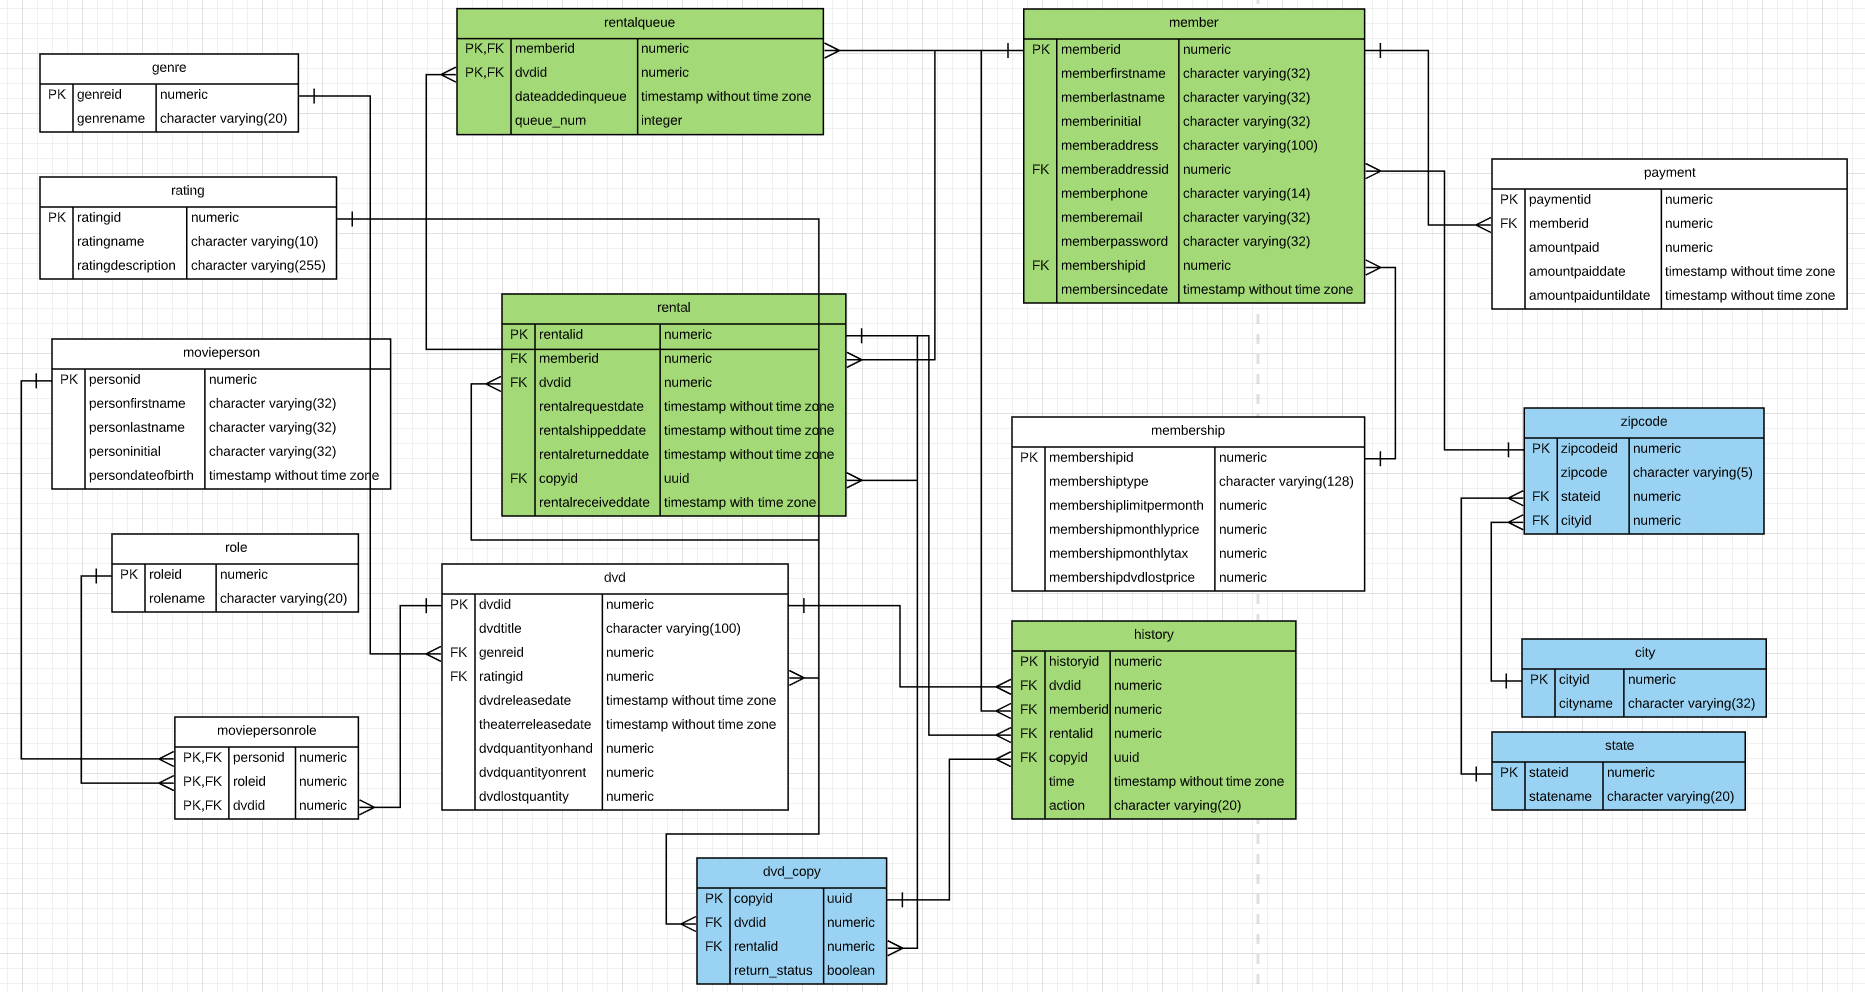 rentalqueue
PK,FK memberid numeric
PK,FK dvdid numeric
dateaddedinqueue timestamp without time zone
queue_num integer
member
PK memberid numeric
memberfirstname character varying(32)
memberlastname character varying(32)
memberinitial character varying(32)
memberaddress character varying(100)
FK memberaddressid numeric
memberphone character varying(14)
memberemail character varying(32)
memberpassword character varying(32)
FK membershipid numeric
membersincedate timestamp without time zone
genre
PK genreid numeric
genrename character varying(20)
payment
PK paymentid numeric
FK memberid numeric
amountpaid numeric
amountpaiddate timestamp without time zone
amountpaiduntildate timestamp without time zone
rating
PK ratingid numeric
ratingname character varying(10)
ratingdescription character varying(255)
rental
PK rentalid numeric
FK memberid numeric
FK dvdid numeric
rentalrequestdate timestamp without time zone
rentalshippeddate timestamp without time zone
rentalreturneddate timestamp without time zone
FK copyid uuid
rentalreceiveddate timestamp with time zone
movieperson
PK personid numeric
personfirstname character varying(32)
personlastname character varying(32)
personinitial character varying(32)
persondateofbirth timestamp without time zone
membership
PK membershipid numeric
membershiptype character varying(128)
membershiplimitpermonth numeric
membershipmonthlyprice numeric
membershipmonthlytax numeric
membershipdvdlostprice numeric
zipcode
PK zipcodeid numeric
zipcode character varying(5)
FK stateid numeric
FK cityid numeric
role
PK roleid numeric
rolename character varying(20)
dvd
PK dvdid numeric
dvdtitle character varying(100)
FK genreid numeric
FK ratingid numeric
dvdreleasedate timestamp without time zone
theaterreleasedate timestamp without time zone
dvdquantityonhand numeric
dvdquantityonrent numeric
dvdlostquantity numeric
history
PK historyid numeric
FK dvdid numeric
FK memberid numeric
FK rentalid numeric
FK copyid uuid
time timestamp without time zone
action character varying(20)
city
PK cityid numeric
cityname character varying(32)
moviepersonrole
PK,FK personid numeric
PK,FK roleid numeric
PK,FK dvdid numeric
state
PK stateid numeric
statename character varying(20)
dvd_copy
PK copyid uuid
FK dvdid numeric
FK rentalid numeric
return_status boolean